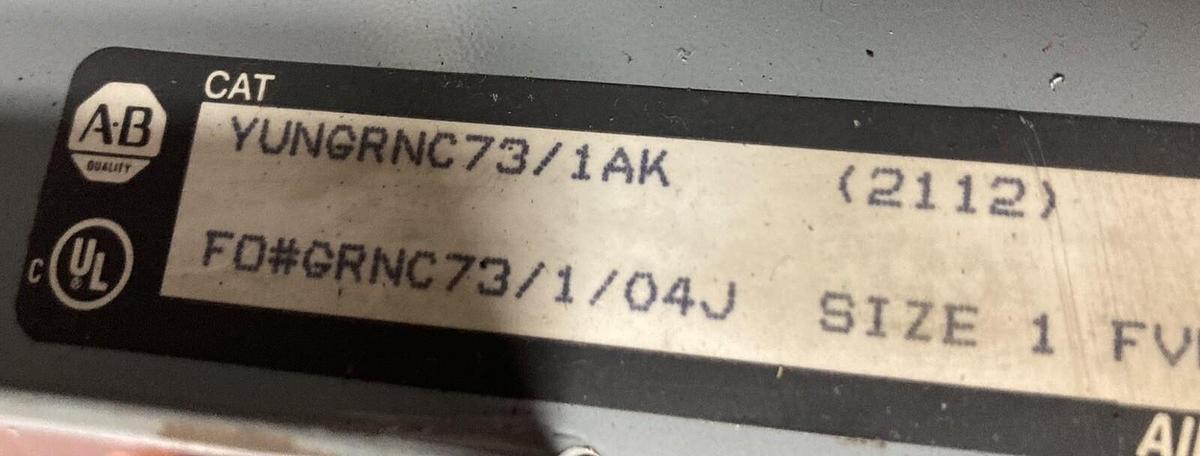 CAT
A-B
QUALITY
YUNGRNC73/1AK (2112)
C UL ®
FO#GRNC73/1/04J SIZE 1